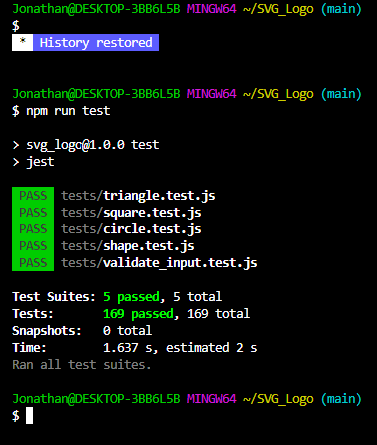 Jonathan@DESKTOP-3BB6L5B MINGW64 ~/SVG_Logo (main)
$
* History restored
Jonathan@DESKTOP-3BB6L5B MINGW64 ~/SVG_Logo (main)
$ npm run test
> svg_logo@1.0.0 test
> jest
PASS tests/triangle.test.js
PASS tests/square.test.js
PASS tests/circle.test.js
PASS tests/shape.test.js
PASS tests/validate_input.test.js
Test Suites: 5 passed, 5 total
Tests: 169 passed, 169 total
Snapshots: 0 total
Time: 1.637 s, estimated 2 s
Ran all test suites.
Jonathan@DESKTOP-3BB6L5B MINGW64 ~/SVG_Logo (main)
$